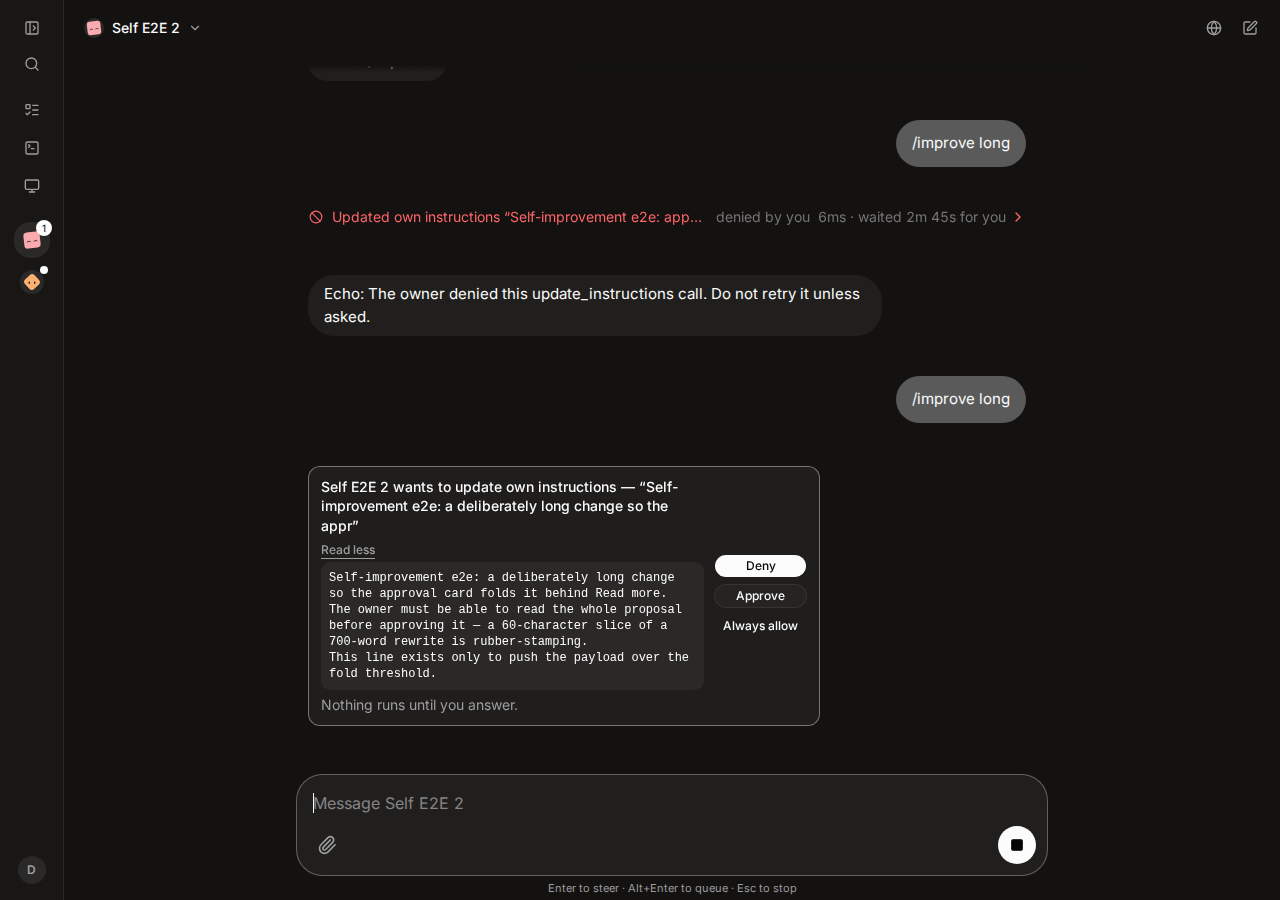 Self E2E 2
/improve long
Updated own instructions “Self-improvement e2e: app... denied by you 6ms · waited 2m 45s for you
1
Echo: The owner denied this update_instructions call. Do not retry it unless
asked.
/improve long
Self E2E 2 wants to update own instructions — “Self-
improvement e2e: a deliberately long change so the
appr”
Read less
Self-improvement e2e: a deliberately long change
so the approval card folds it behind Read more.
The owner must be able to read the whole proposal
before approving it — a 60-character slice of a
700-word rewrite is rubber-stamping.
This line exists only to push the payload over the
fold threshold.
Deny
Approve
Always allow
Nothing runs until you answer.
Message Self E2E 2
D
Enter to steer · Alt+Enter to queue · Esc to stop